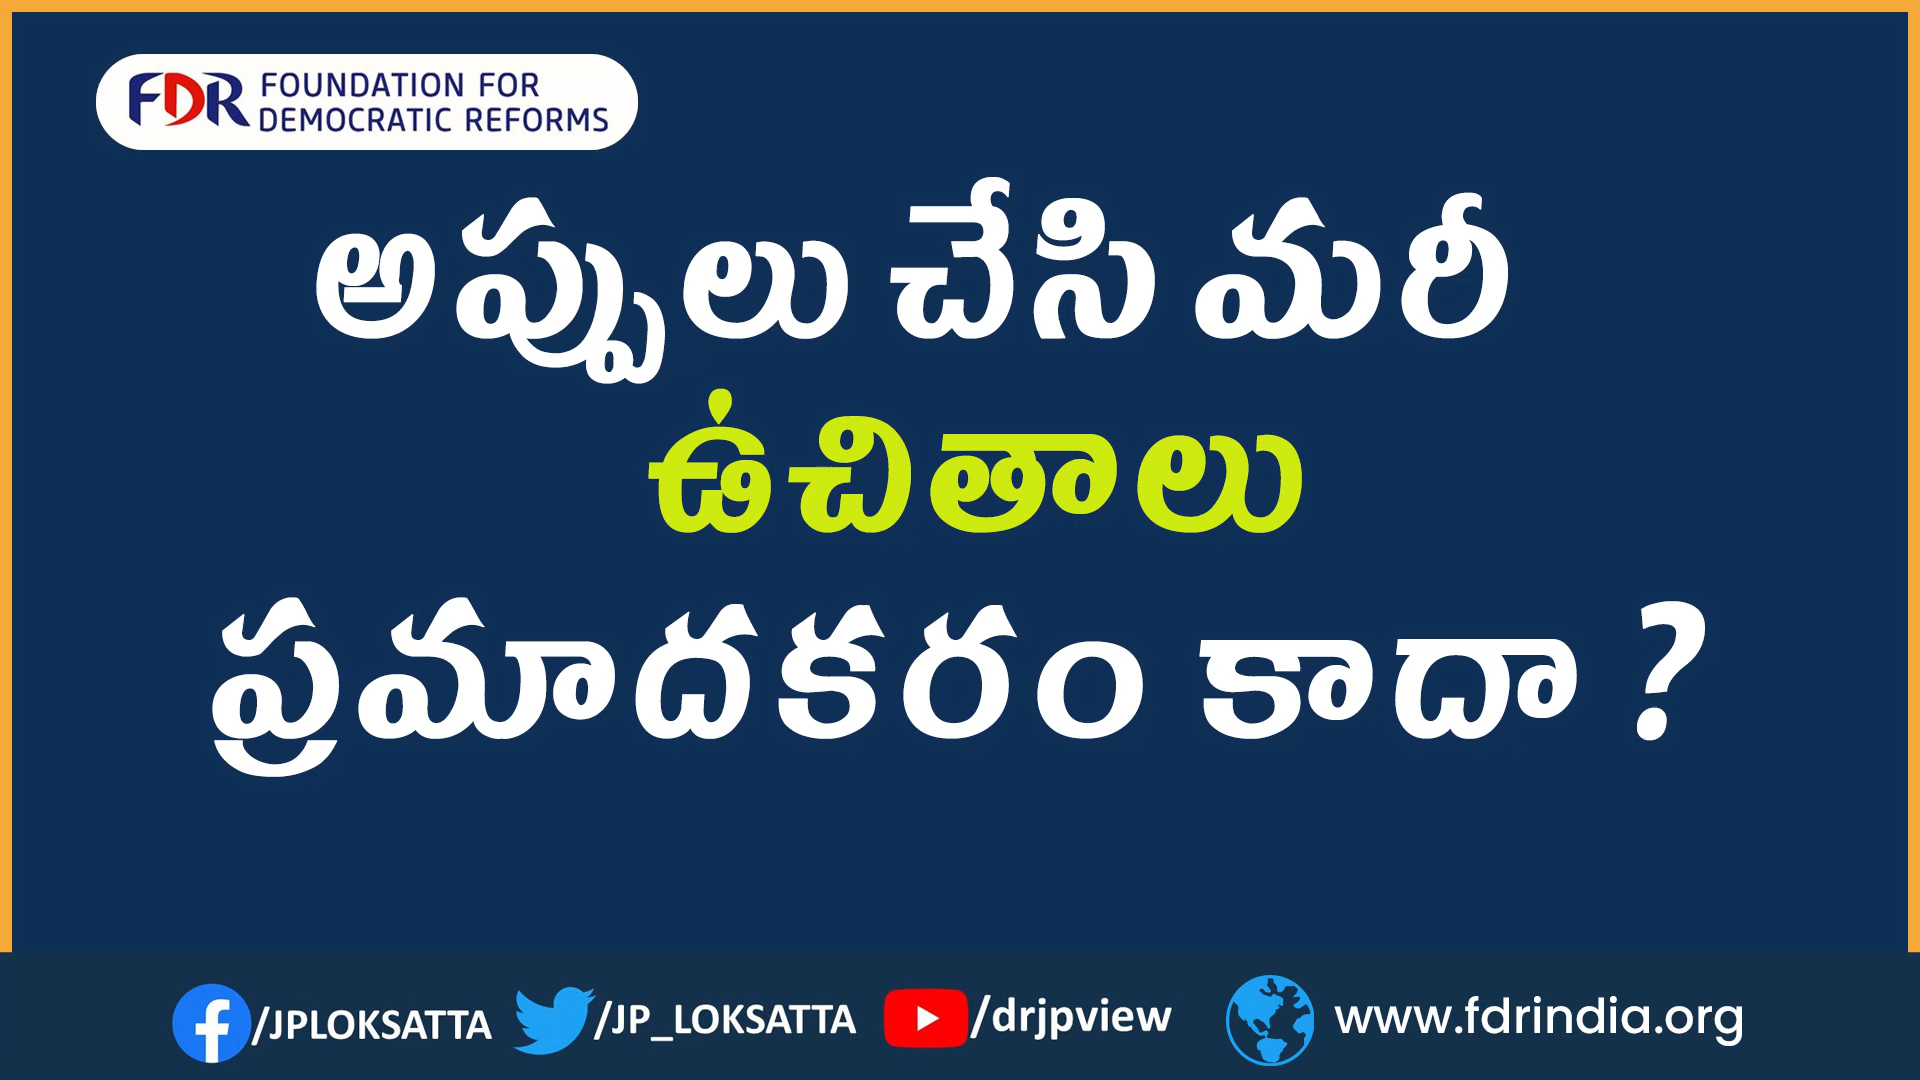 FDR FOUNDATION FOR
DEMOCRATIC REFORMS
అప్పులు చేసి మరీ
ఉచితాలు
ప్రమాదకరం కాదా ?
/JPLOKSATTA /JP_LOKSATTA /drjpview www.fdrindia.org